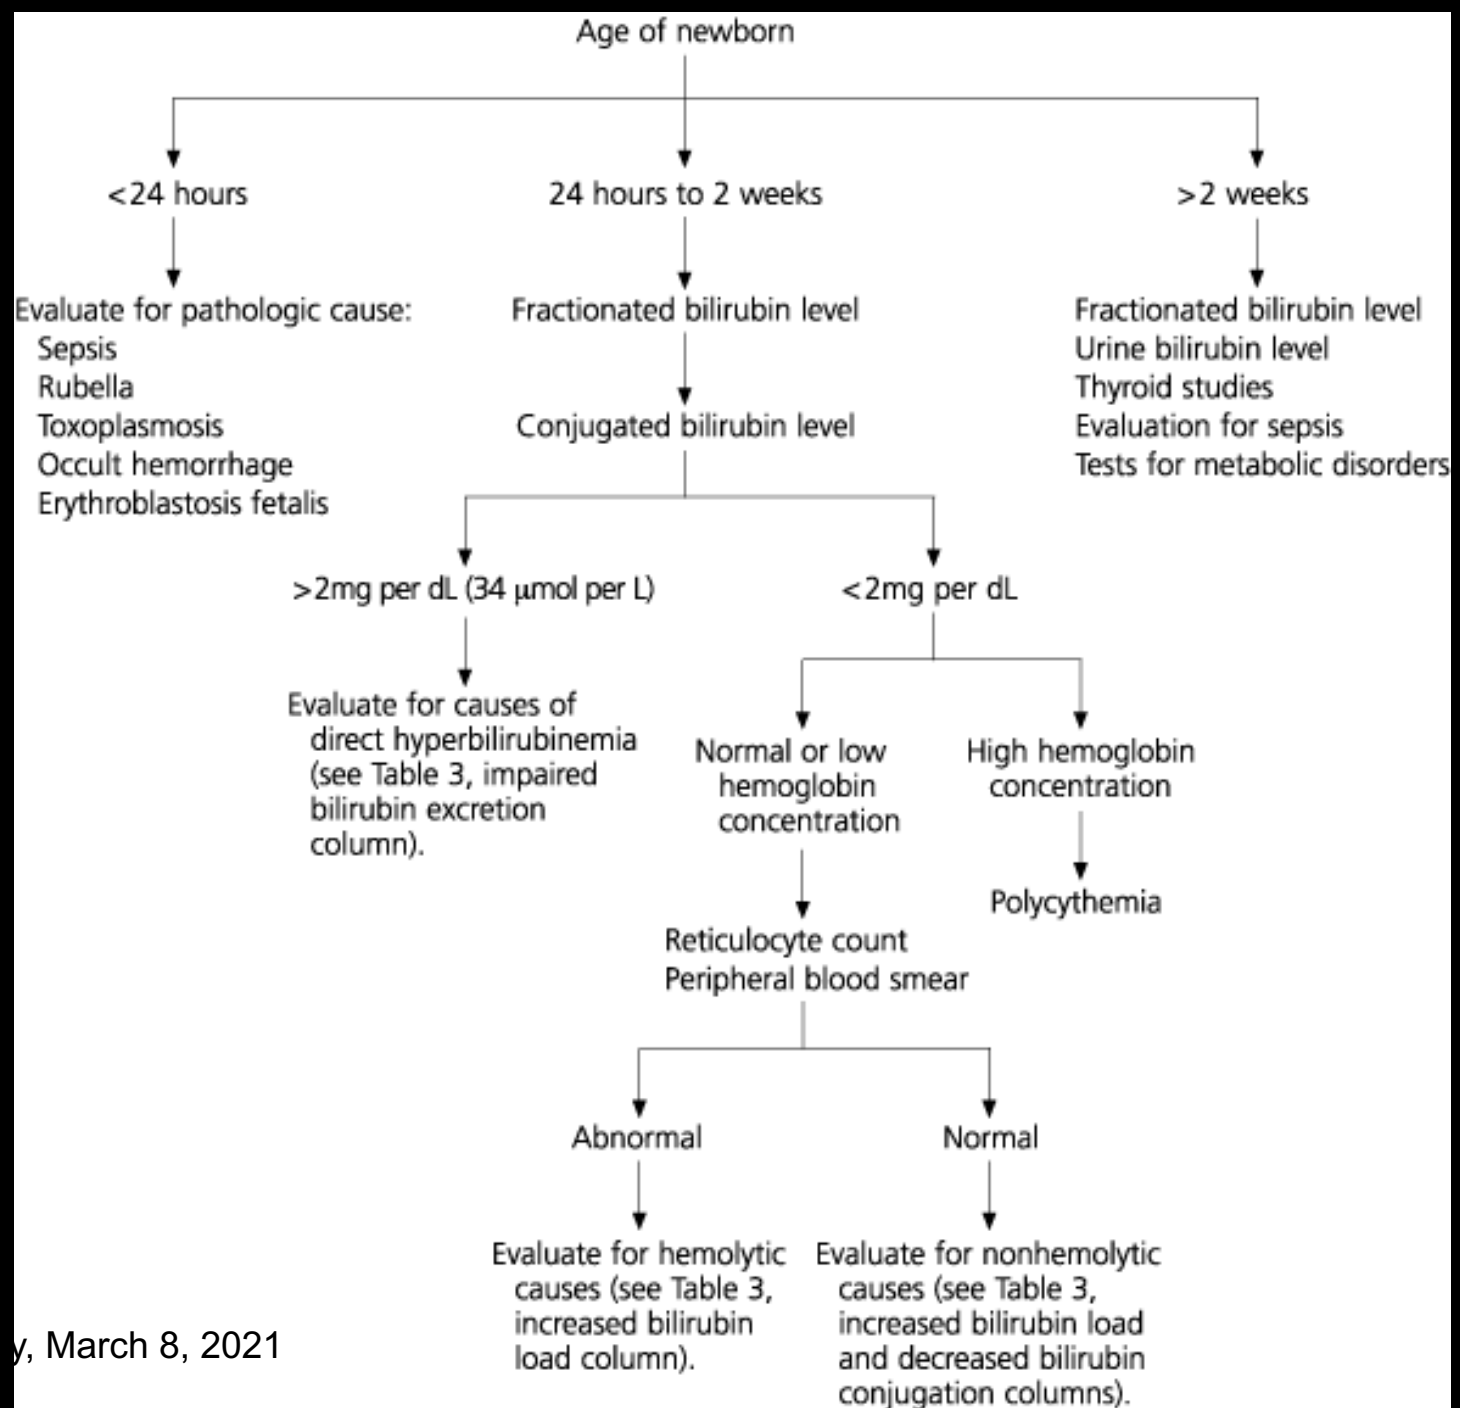 Age of newborn
<24 hours
24 hours to 2 weeks
>2 weeks
Evaluate for pathologic cause:
Sepsis
Rubella
Toxoplasmosis
Occult hemorrhage
Erythroblastosis fetalis
Fractionated bilirubin level
Conjugated bilirubin level
Fractionated bilirubin level
Urine bilirubin level
Thyroid studies
Evaluation for sepsis
Tests for metabolic disorders
>2mg per dL (34 µmol per L)
<2mg per dL
Evaluate for causes of
direct hyperbilirubinemia
(see Table 3, impaired
bilirubin excretion
column).
Normal or low
hemoglobin
concentration
High hemoglobin
concentration
Polycythemia
Reticulocyte count
Peripheral blood smear
Abnormal
Normal
Evaluate for hemolytic
causes (see Table 3,
increased bilirubin
load column).
Evaluate for nonhemolytic
causes (see Table 3,
increased bilirubin load
and decreased bilirubin
conjugation columns).
y, March 8, 2021